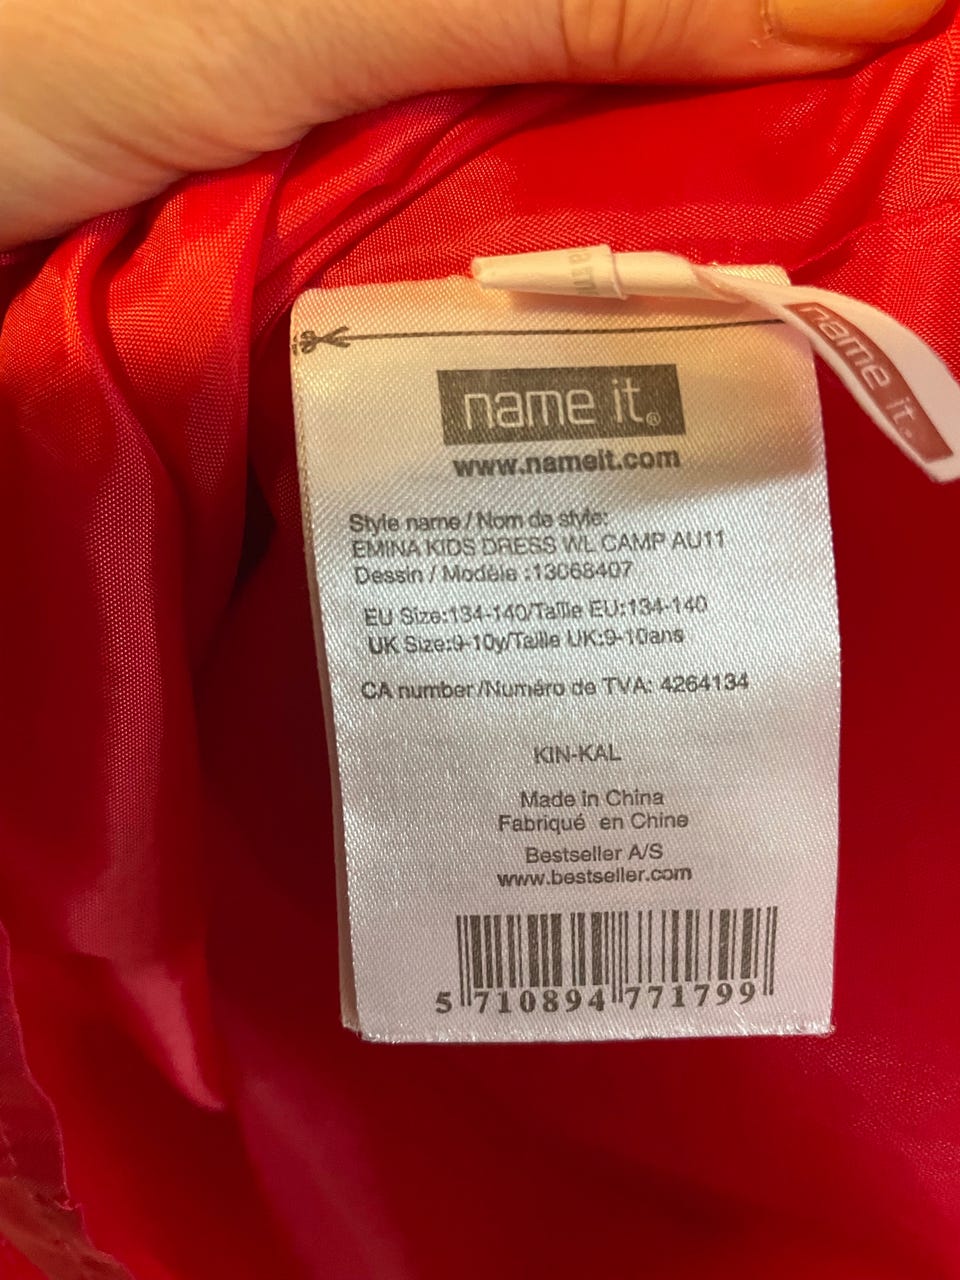 name it®
www.nameit.com
Style name / Nom de style:
EMINA KIDS DRESS WL CAMP AU11
Dessin / Modèle :13068407
EU Size:134-140/Taille EU:134-140
UK Size:9-10y/Taille UK:9-10ans
CA number/Numéro de TVA: 4264134
KIN-KAL
Made in China
Fabriqué en Chine
Bestseller A/S
www.bestseller.com
5 710894 771799
name it.